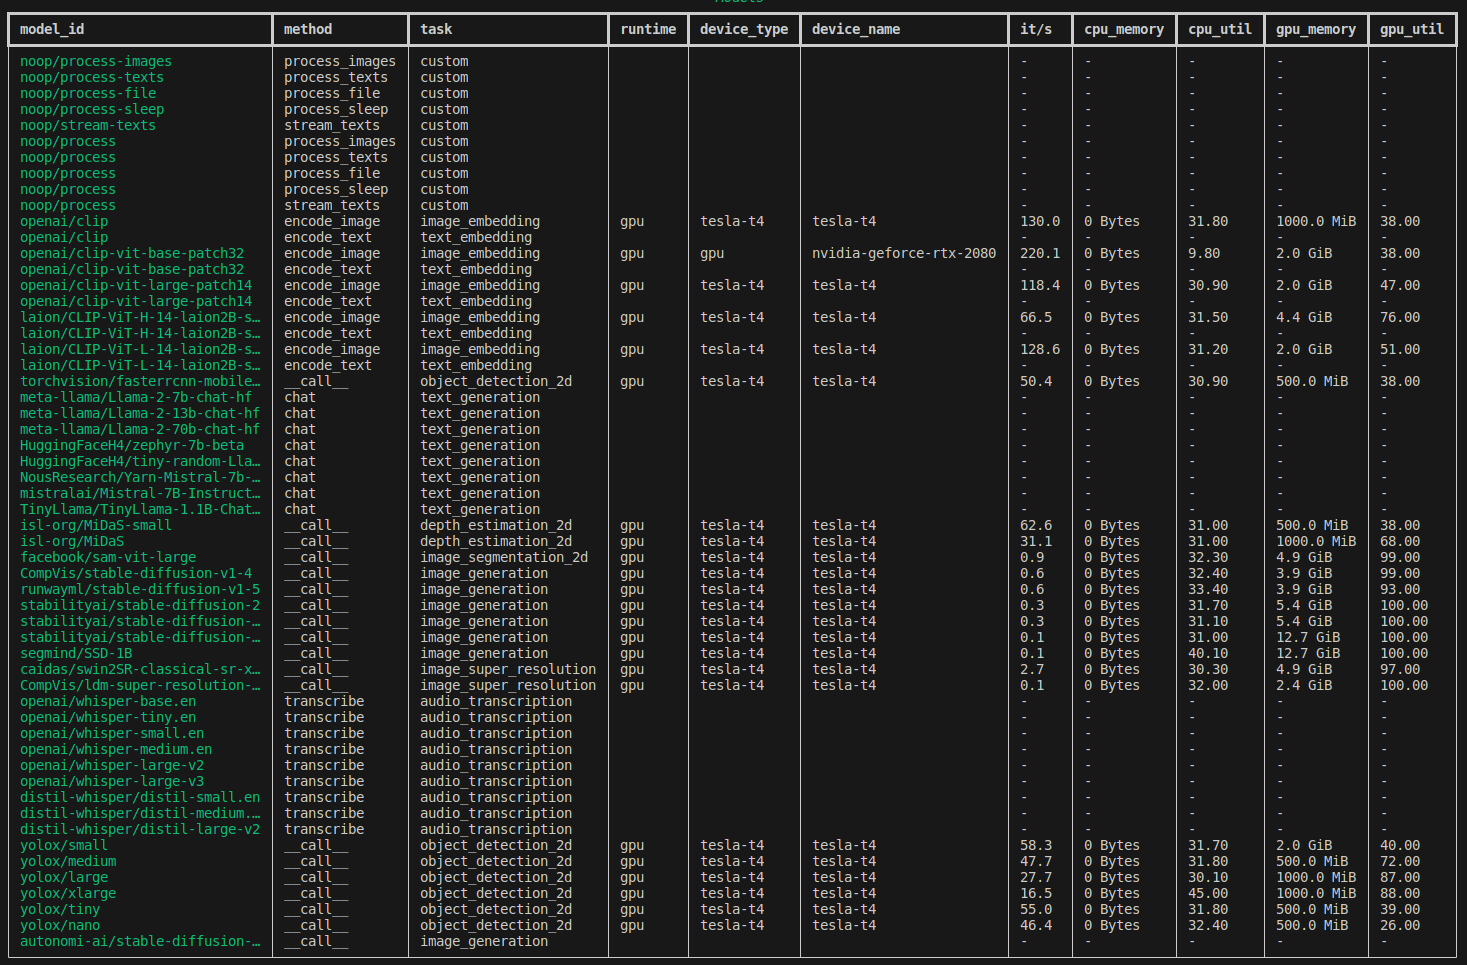 Models
model_id method task runtime device_type device_name it/s cpu_memory cpu_util gpu_memory gpu_util
noop/process-images process_images custom - - - - -
noop/process-texts process_texts custom - - - - -
noop/process-file process_file custom - - - - -
noop/process-sleep process_sleep custom - - - - -
noop/stream-texts stream_texts custom - - - - -
noop/process process_images custom - - - - -
noop/process process_texts custom - - - - -
noop/process process_file custom - - - - -
noop/process process_sleep custom - - - - -
noop/process stream_texts custom - - - - -
openai/clip encode_image image_embedding gpu tesla-t4 tesla-t4 130.0 0 Bytes 31.80 1000.0 MiB 38.00
openai/clip encode_text text_embedding - - - - -
openai/clip-vit-base-patch32 encode_image image_embedding gpu gpu nvidia-geforce-rtx-2080 220.1 0 Bytes 9.80 2.0 GiB 38.00
openai/clip-vit-base-patch32 encode_text text_embedding - - - - -
openai/clip-vit-large-patch14 encode_image image_embedding gpu tesla-t4 tesla-t4 118.4 0 Bytes 30.90 2.0 GiB 47.00
openai/clip-vit-large-patch14 encode_text text_embedding - - - - -
laion/CLIP-ViT-H-14-laion2B-s… encode_image image_embedding gpu tesla-t4 tesla-t4 66.5 0 Bytes 31.50 4.4 GiB 76.00
laion/CLIP-ViT-H-14-laion2B-s… encode_text text_embedding - - - - -
laion/CLIP-ViT-L-14-laion2B-s… encode_image image_embedding gpu tesla-t4 tesla-t4 128.6 0 Bytes 31.20 2.0 GiB 51.00
laion/CLIP-ViT-L-14-laion2B-s… encode_text text_embedding - - - - -
torchvision/fasterrcnn-mobile… __call__ object_detection_2d gpu tesla-t4 tesla-t4 50.4 0 Bytes 30.90 500.0 MiB 38.00
meta-llama/Llama-2-7b-chat-hf chat text_generation - - - - -
meta-llama/Llama-2-13b-chat-hf chat text_generation - - - - -
meta-llama/Llama-2-70b-chat-hf chat text_generation - - - - -
HuggingFaceH4/zephyr-7b-beta chat text_generation - - - - -
HuggingFaceH4/tiny-random-Lla… chat text_generation - - - - -
NousResearch/Yarn-Mistral-7b-… chat text_generation - - - - -
mistralai/Mistral-7B-Instruct… chat text_generation - - - - -
TinyLlama/TinyLlama-1.1B-Chat… chat text_generation - - - - -
isl-org/MiDaS-small __call__ depth_estimation_2d gpu tesla-t4 tesla-t4 62.6 0 Bytes 31.00 500.0 MiB 38.00
isl-org/MiDaS __call__ depth_estimation_2d gpu tesla-t4 tesla-t4 31.1 0 Bytes 31.00 1000.0 MiB 68.00
facebook/sam-vit-large __call__ image_segmentation_2d gpu tesla-t4 tesla-t4 0.9 0 Bytes 32.30 4.9 GiB 99.00
CompVis/stable-diffusion-v1-4 __call__ image_generation gpu tesla-t4 tesla-t4 0.6 0 Bytes 32.40 3.9 GiB 99.00
runwayml/stable-diffusion-v1-5 __call__ image_generation gpu tesla-t4 tesla-t4 0.6 0 Bytes 33.40 3.9 GiB 93.00
stabilityai/stable-diffusion-2 __call__ image_generation gpu tesla-t4 tesla-t4 0.3 0 Bytes 31.70 5.4 GiB 100.00
stabilityai/stable-diffusion-… __call__ image_generation gpu tesla-t4 tesla-t4 0.3 0 Bytes 31.10 5.4 GiB 100.00
stabilityai/stable-diffusion-… __call__ image_generation gpu tesla-t4 tesla-t4 0.1 0 Bytes 31.00 12.7 GiB 100.00
segmind/SSD-1B __call__ image_generation gpu tesla-t4 tesla-t4 0.1 0 Bytes 40.10 12.7 GiB 100.00
caidas/swin2SR-classical-sr-x… __call__ image_super_resolution gpu tesla-t4 tesla-t4 2.7 0 Bytes 30.30 4.9 GiB 97.00
CompVis/ldm-super-resolution-… __call__ image_super_resolution gpu tesla-t4 tesla-t4 0.1 0 Bytes 32.00 2.4 GiB 100.00
openai/whisper-base.en transcribe audio_transcription - - - - -
openai/whisper-tiny.en transcribe audio_transcription - - - - -
openai/whisper-small.en transcribe audio_transcription - - - - -
openai/whisper-medium.en transcribe audio_transcription - - - - -
openai/whisper-large-v2 transcribe audio_transcription - - - - -
openai/whisper-large-v3 transcribe audio_transcription - - - - -
distil-whisper/distil-small.en transcribe audio_transcription - - - - -
distil-whisper/distil-medium.… transcribe audio_transcription - - - - -
distil-whisper/distil-large-v2 transcribe audio_transcription - - - - -
yolox/small __call__ object_detection_2d gpu tesla-t4 tesla-t4 58.3 0 Bytes 31.70 2.0 GiB 40.00
yolox/medium __call__ object_detection_2d gpu tesla-t4 tesla-t4 47.7 0 Bytes 31.80 500.0 MiB 72.00
yolox/large __call__ object_detection_2d gpu tesla-t4 tesla-t4 27.7 0 Bytes 30.10 1000.0 MiB 87.00
yolox/xlarge __call__ object_detection_2d gpu tesla-t4 tesla-t4 16.5 0 Bytes 45.00 1000.0 MiB 88.00
yolox/tiny __call__ object_detection_2d gpu tesla-t4 tesla-t4 55.0 0 Bytes 31.80 500.0 MiB 39.00
yolox/nano __call__ object_detection_2d gpu tesla-t4 tesla-t4 46.4 0 Bytes 32.40 500.0 MiB 26.00
autonomi-ai/stable-diffusion-… __call__ image_generation - - - - -